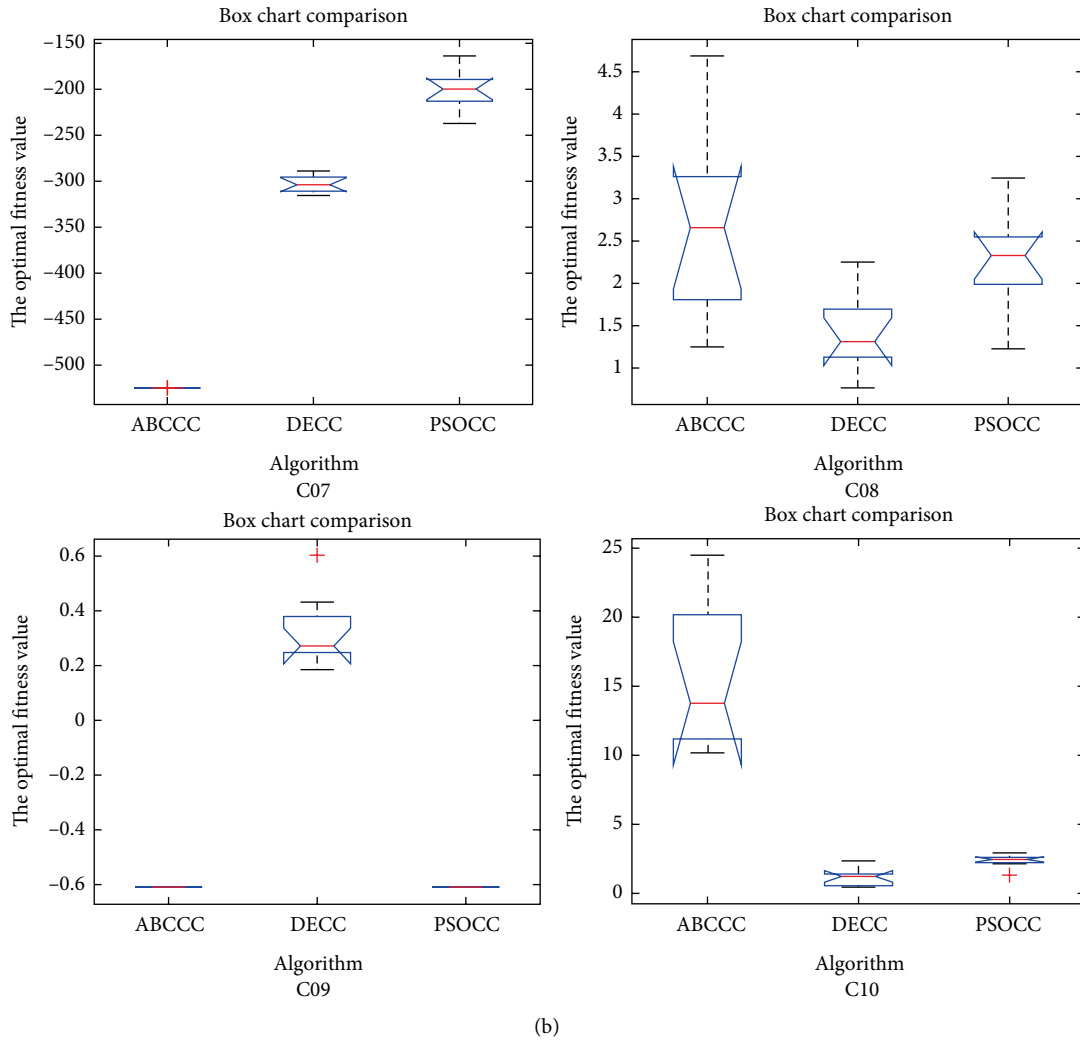 Box chart comparison
The optimal fitness value
−150
−200
−250
−300
−350
−400
−450
−500
ABCCC DECC PSOCC
Algorithm
C07
Box chart comparison
The optimal fitness value
4.5
4
3.5
3
2.5
2
1.5
1
ABCCC DECC PSOCC
Algorithm
C08
Box chart comparison
The optimal fitness value
0.6
0.4
0.2
0
−0.2
−0.4
−0.6
ABCCC DECC PSOCC
Algorithm
C09
Box chart comparison
The optimal fitness value
25
20
15
10
5
0
ABCCC DECC PSOCC
Algorithm
C10
(b)